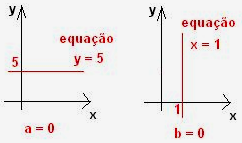 y
equação
y = 5
5
x
a = 0
y
equação
x = 1
1
x
b = 0